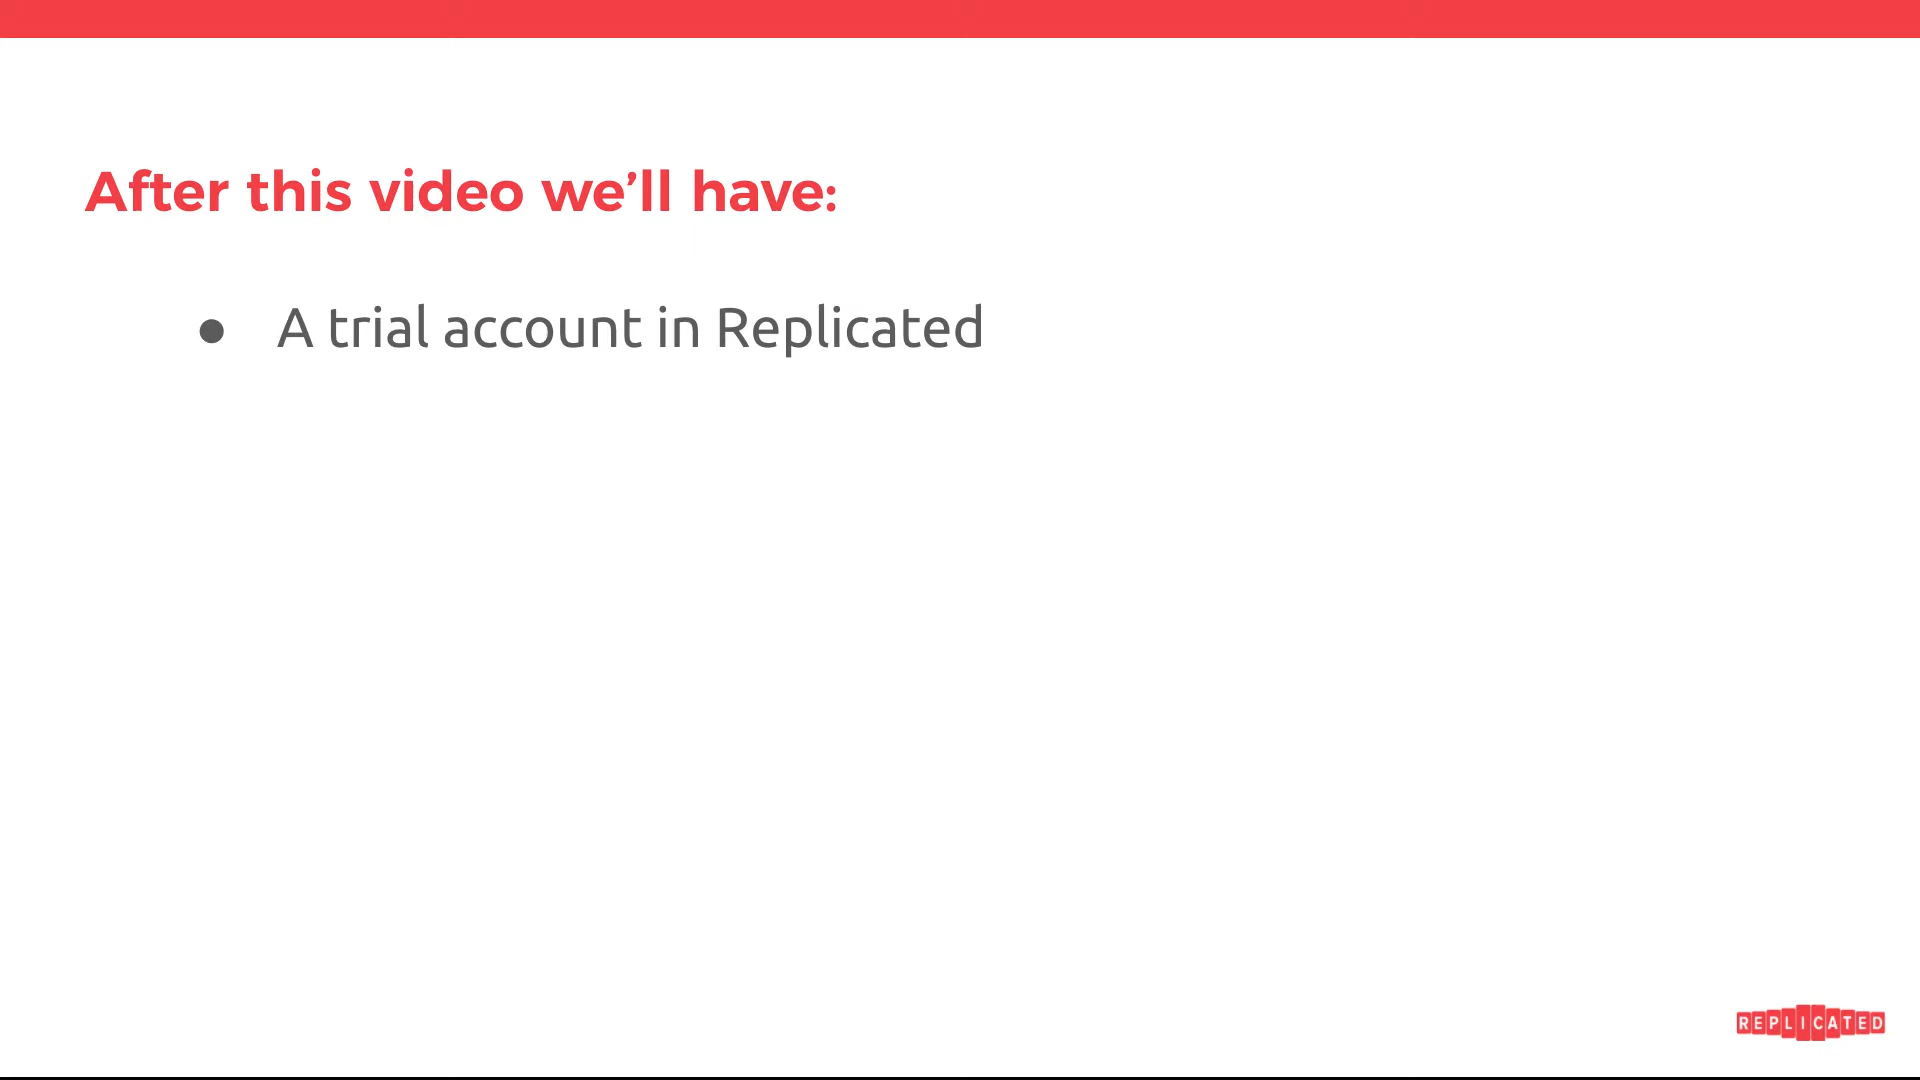 After this video we’ll have:
● A trial account in Replicated
REPLICATED